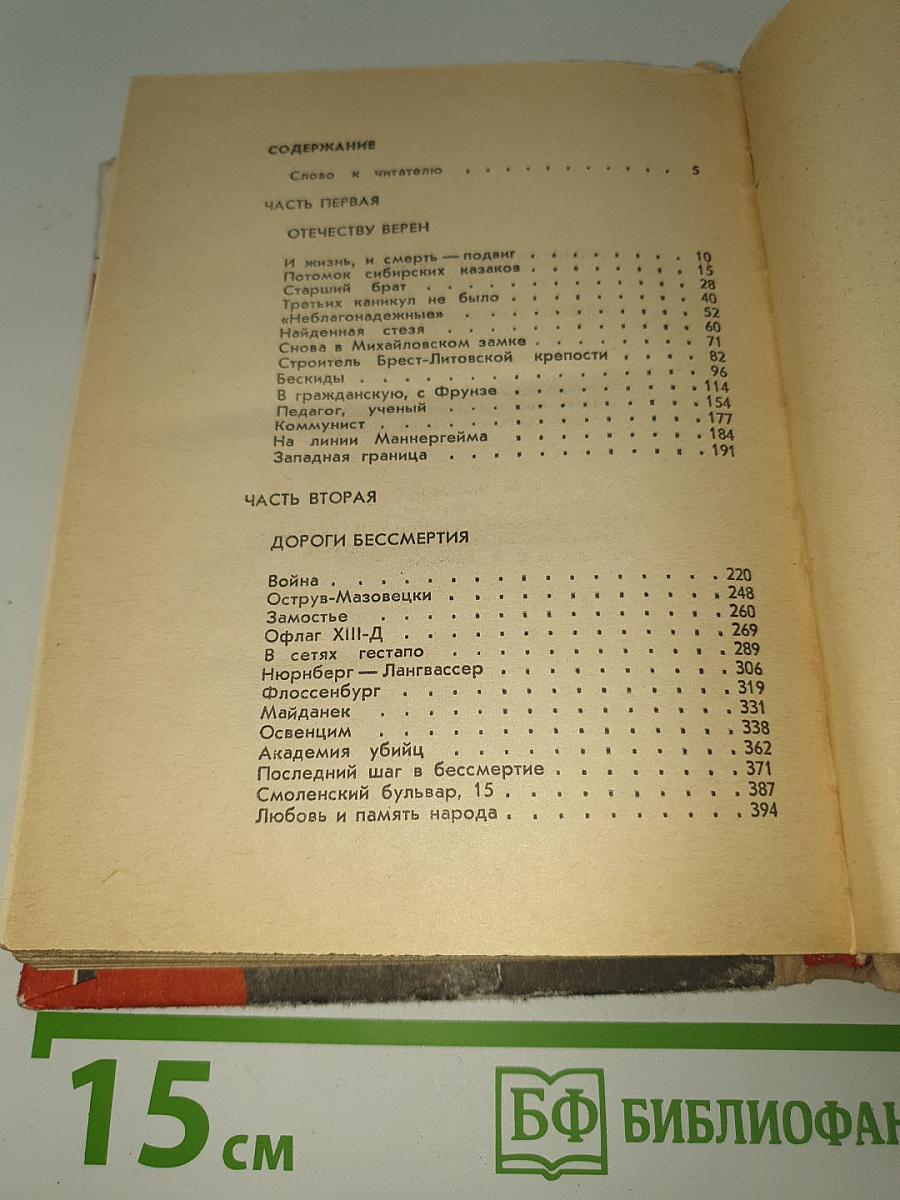 СОДЕРЖАНИЕ
Слово к читателю . . . . . . . . . . . 5
ЧАСТЬ ПЕРВАЯ
ОТЕЧЕСТВУ ВЕРЕН
И жизнь, и смерть — подвиг . . . . . . . 10
Потомок сибирских казаков . . . . . . . 15
Старший брат . . . . . . . . . . . 28
Третьих каникул не было . . . . . . . . 40
«Неблагонадежные» . . . . . . . . . 52
Найденная стезя . . . . . . . . . . 60
Снова в Михайловском замке . . . . . . . 71
Строитель Брест-Литовской крепости . . . . 82
Бескиды . . . . . . . . . . . . . 96
В гражданскую, с Фрунзе . . . . . . . . 114
Педагог, ученый . . . . . . . . . . 154
Коммунист . . . . . . . . . . . . 177
На линии Маннергейма . . . . . . . . 184
Западная граница . . . . . . . . . . 191
ЧАСТЬ ВТОРАЯ
ДОРОГИ БЕССМЕРТИЯ
Война . . . . . . . . . . . . . . 220
Острув-Мазовецки . . . . . . . . . . 248
Замостье . . . . . . . . . . . . 260
Офлаг XIII-Д . . . . . . . . . . . 269
В сетях гестапо . . . . . . . . . . 289
Нюрнберг — Лангвассер . . . . . . . . 306
Флоссенбург . . . . . . . . . . . 319
Майданек . . . . . . . . . . . . 331
Освенцим . . . . . . . . . . . . 338
Академия убийц . . . . . . . . . . 362
Последний шаг в бессмертие . . . . . . . 371
Смоленский бульвар, 15 . . . . . . . . 387
Любовь и память народа . . . . . . . . 394
15 см
БФ БИБЛИОФАН